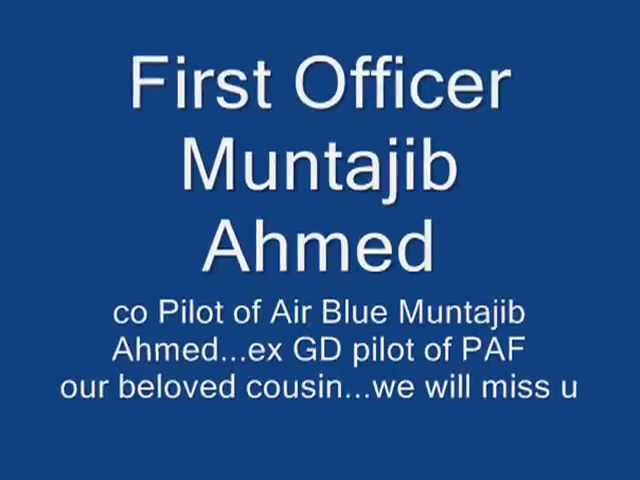 First Officer
Muntajib
Ahmed
co Pilot of Air Blue Muntajib
Ahmed...ex GD pilot of PAF
our beloved cousin...we will miss u